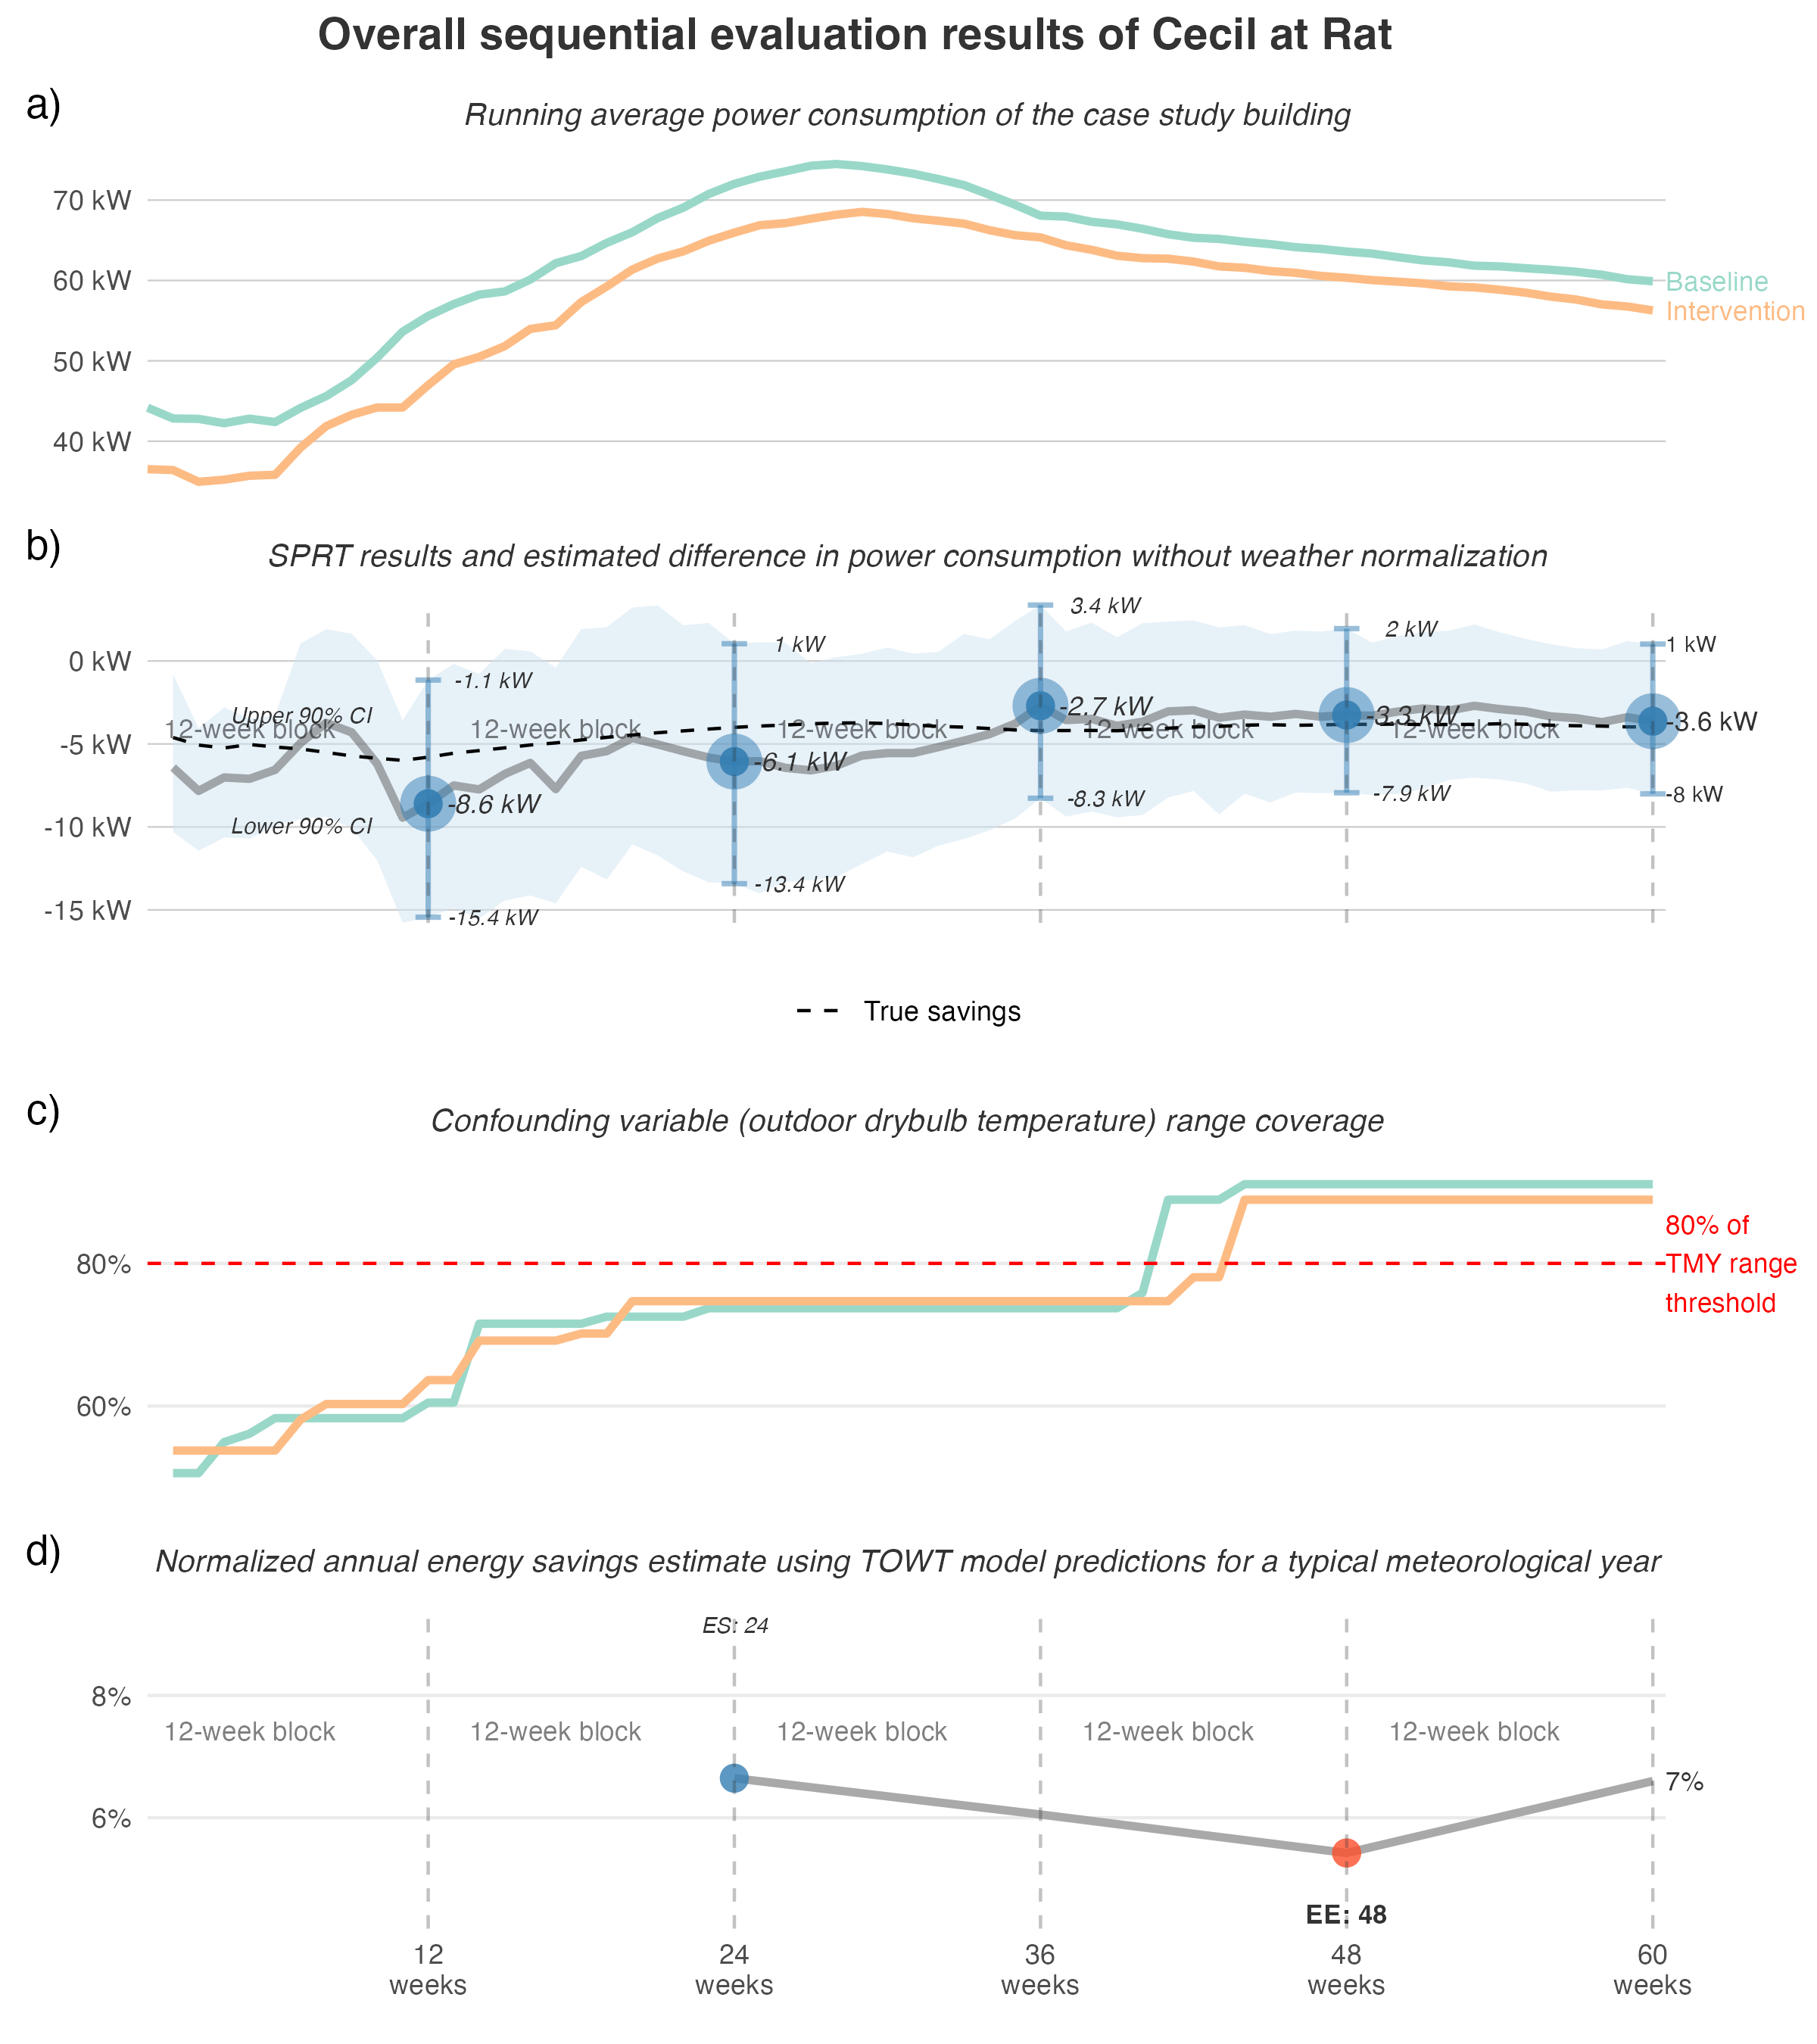 Overall sequential evaluation results of Cecil at Rat
a)
Running average power consumption of the case study building
70 kW
60 kW
50 kW
40 kW
Baseline
Intervention
b)
SPRT results and estimated difference in power consumption without weather normalization
0 kW
-5 kW
-10 kW
-15 kW
Upper 90% CI
Lower 90% CI
12-week block
12-week block
12-week block
12-week block
12-week block
-1.1 kW
-8.6 kW
-15.4 kW
1 kW
-6.1 kW
-13.4 kW
3.4 kW
-2.7 kW
-8.3 kW
2 kW
-3.3 kW
-7.9 kW
1 kW
-3.6 kW
-8 kW
True savings
c)
Confounding variable (outdoor drybulb temperature) range coverage
80%
60%
80% of
TMY range
threshold
d)
Normalized annual energy savings estimate using TOWT model predictions for a typical meteorological year
ES: 24
8%
6%
12-week block
12-week block
12-week block
12-week block
12-week block
7%
EE: 48
12
weeks
24
weeks
36
weeks
48
weeks
60
weeks